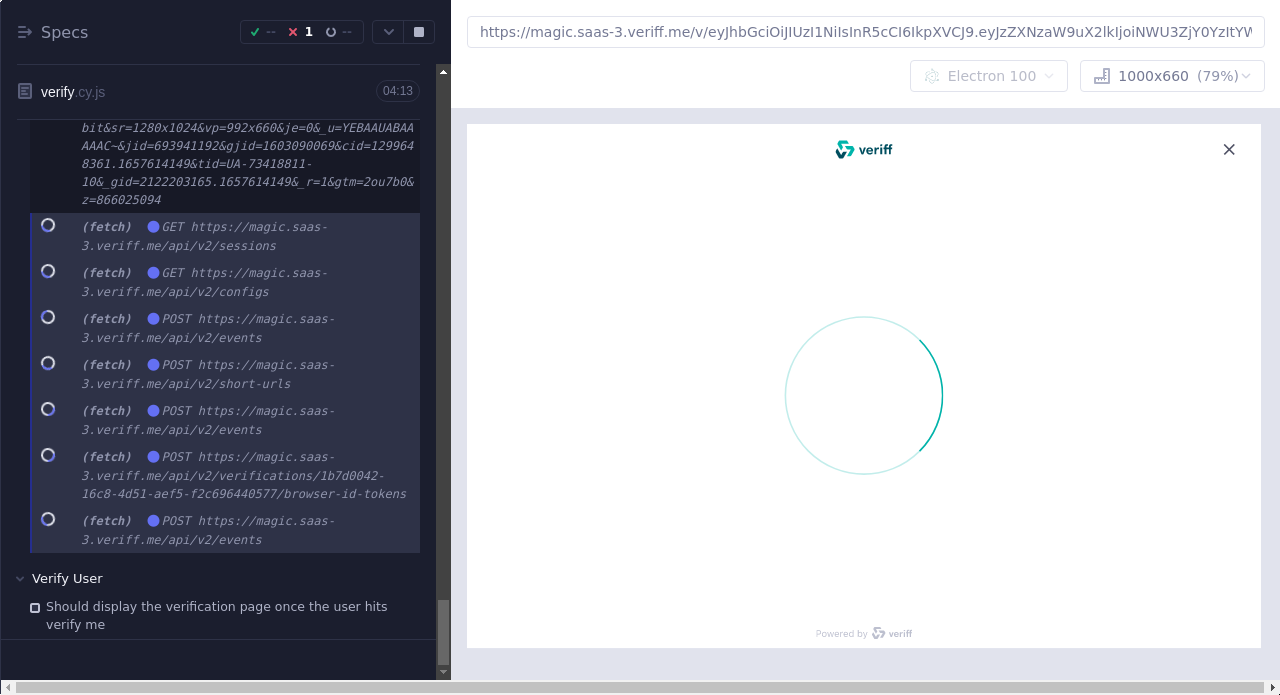 Specs
-- 1 --
verify.cy.js 04:13
bit&sr=1280x1024&vp=992x660&je=0&_u=YEBAAUABAA
AAAC~&jid=693941192&gjid=1603090069&cid=129964
8361.1657614149&tid=UA-73418811-
10&_gid=2122203165.1657614149&_r=1&gtm=2ou7b0&
z=866025094
(fetch) GET https://magic.saas-
3.veriff.me/api/v2/sessions
(fetch) GET https://magic.saas-
3.veriff.me/api/v2/configs
(fetch) POST https://magic.saas-
3.veriff.me/api/v2/events
(fetch) POST https://magic.saas-
3.veriff.me/api/v2/short-urls
(fetch) POST https://magic.saas-
3.veriff.me/api/v2/events
(fetch) POST https://magic.saas-
3.veriff.me/api/v2/verifications/1b7d0042-
16c8-4d51-aef5-f2c696440577/browser-id-tokens
(fetch) POST https://magic.saas-
3.veriff.me/api/v2/events
Verify User
Should display the verification page once the user hits
verify me
https://magic.saas-3.veriff.me/v/eyJhbGciOiJIUzI1NiIsInR5cCI6IkpXVCJ9.eyJzZXNzaW9uX2lkIjoiNWU3ZjY0YzItYW
Electron 100
1000x660 (79%)
veriff
Powered by veriff